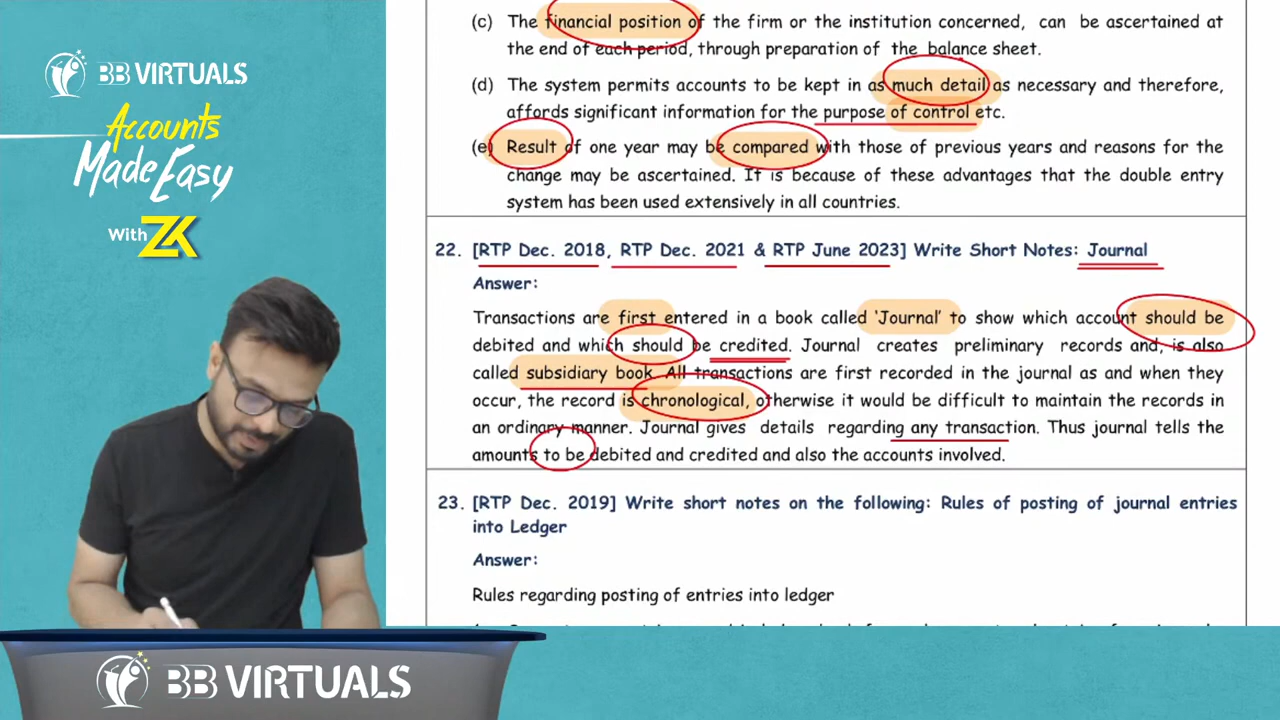 BB VIRTUALS
Accounts
Made Easy
With ZK
(c) The financial position of the firm or the institution concerned, can be ascertained at
the end of each period, through preparation of the balance sheet.
(d) The system permits accounts to be kept in as much detail as necessary and therefore,
affords significant information for the purpose of control etc.
(e) Result of one year may be compared with those of previous years and reasons for the
change may be ascertained. It is because of these advantages that the double entry
system has been used extensively in all countries.
22. [RTP Dec. 2018, RTP Dec. 2021 & RTP June 2023] Write Short Notes: Journal
Answer:
Transactions are first entered in a book called 'Journal' to show which account should be
debited and which should be credited. Journal creates preliminary records and, is also
called subsidiary book. All transactions are first recorded in the journal as and when they
occur, the record is chronological, otherwise it would be difficult to maintain the records in
an ordinary manner. Journal gives details regarding any transaction. Thus journal tells the
amounts to be debited and credited and also the accounts involved.
23. [RTP Dec. 2019] Write short notes on the following: Rules of posting of journal entries
into Ledger
Answer:
Rules regarding posting of entries into ledger
BB VIRTUALS